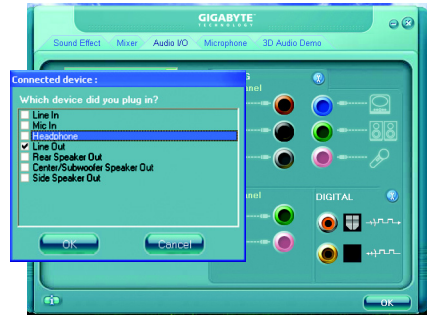 GIGABYTE
TECHNOLOGY
Sound Effect Mixer Audio I/O Microphone 3D Audio Demo
Connected device :
Which device did you plug in?
Line In
Mic In
Headphone
Line Out
Rear Speaker Out
Center/Subwoofer Speaker Out
Side Speaker Out
OK Cancel
G
nel
nel
DIGITAL
OK